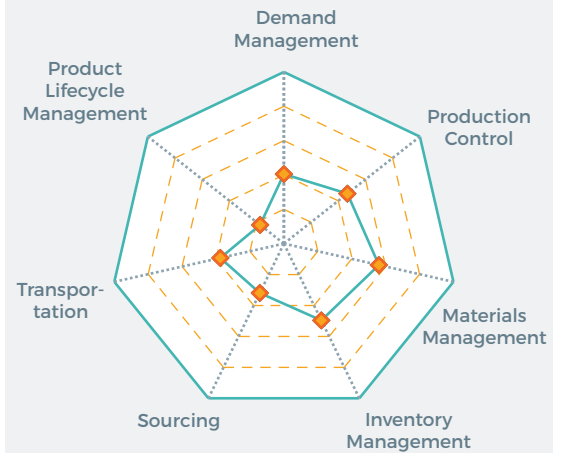 Demand
Management
Product
Lifecycle
Management
Production
Control
Transpor-
tation
Materials
Management
Sourcing
Inventory
Management